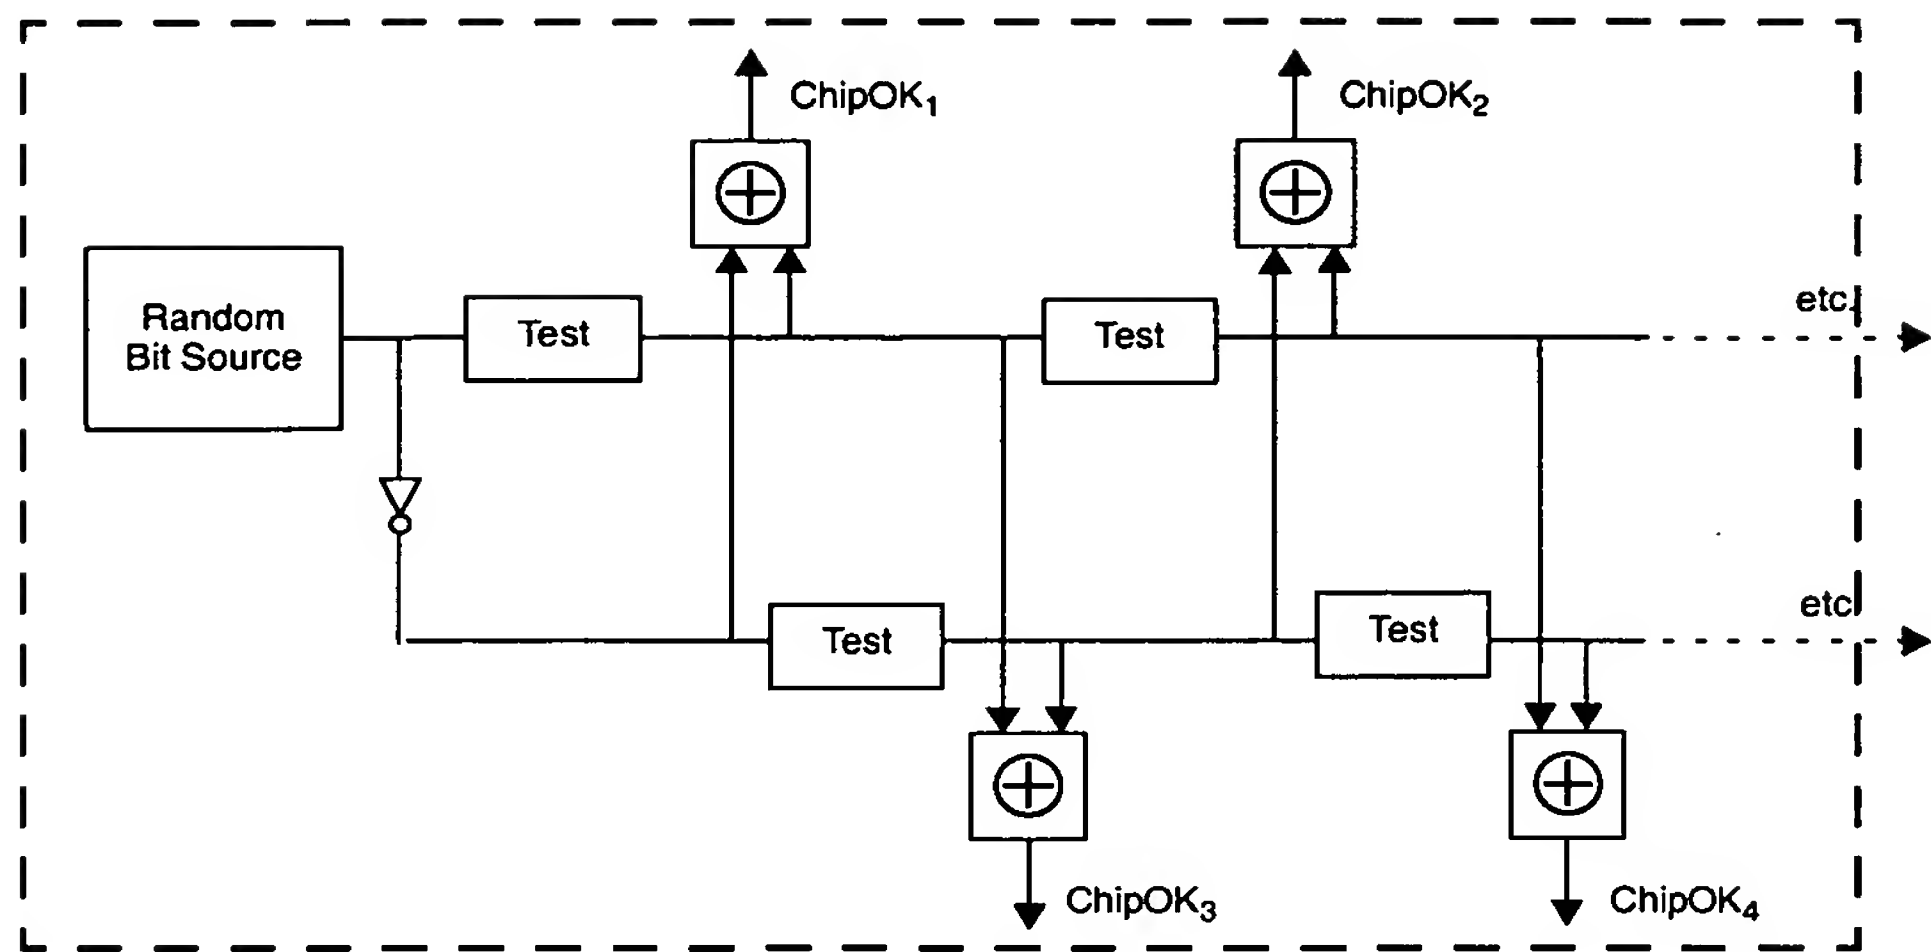 ChipOK1
ChipOK2
Random
Bit Source
Test
Test
etc.
Test
Test
etc
ChipOK3
ChipOK4